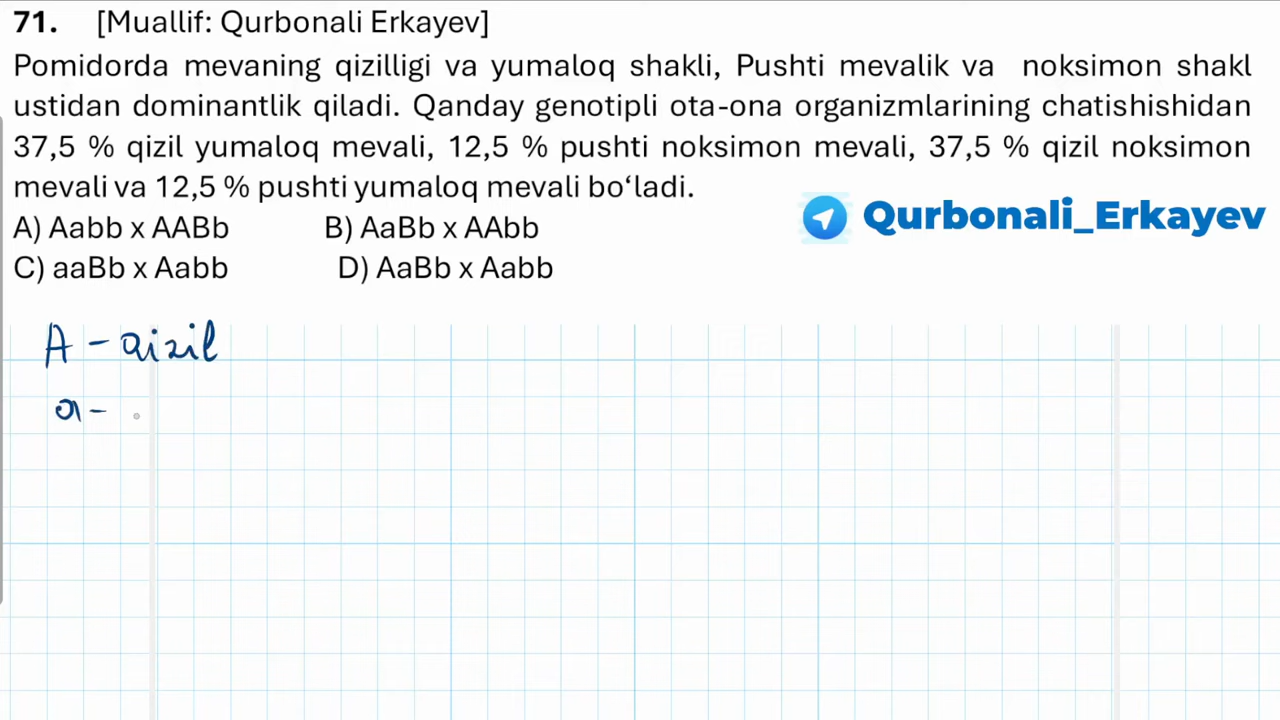 71. [Muallif: Qurbonali Erkayev]
Pomidorda mevaning qizilligi va yumaloq shakli, Pushti mevalik va noksimon shakl
ustidan dominantlik qiladi. Qanday genotipli ota-ona organizmlarining chatishishidan
37,5 % qizil yumaloq mevali, 12,5 % pushti noksimon mevali, 37,5 % qizil noksimon
mevali va 12,5 % pushti yumaloq mevali bo‘ladi.
Qurbonali_Erkayev
A) Aabb x AABb B) AaBb x AAbb
C) aaBb x Aabb D) AaBb x Aabb
A - qizil
a -